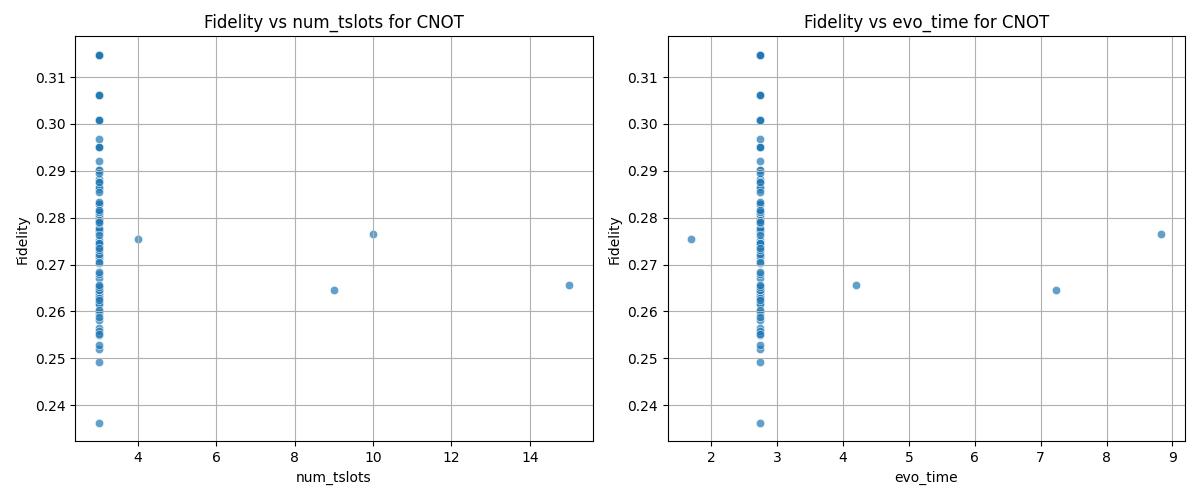 Fidelity vs num_tslots for CNOT
Fidelity
0.31
0.30
0.29
0.28
0.27
0.26
0.25
0.24
4 6 8 10 12 14
num_tslots
Fidelity vs evo_time for CNOT
Fidelity
0.31
0.30
0.29
0.28
0.27
0.26
0.25
0.24
2 3 4 5 6 7 8 9
evo_time